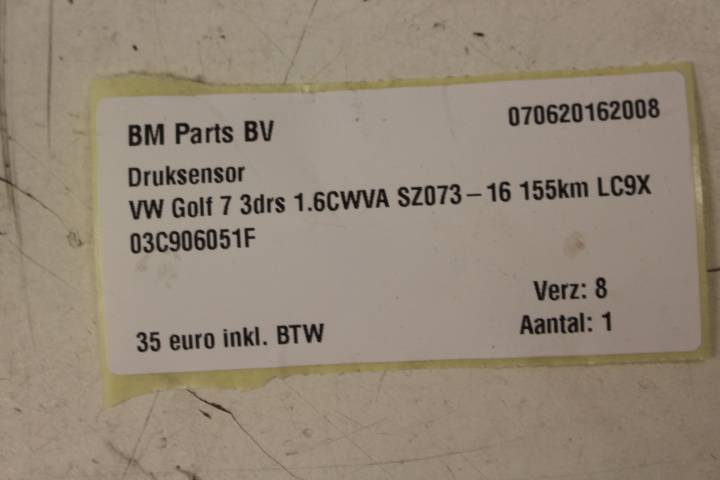 BM Parts BV 070620162008
Druksensor
VW Golf 7 3drs 1.6CWVA SZ073-16 155km LC9X
03C906051F
Verz: 8
35 euro inkl. BTW Aantal: 1